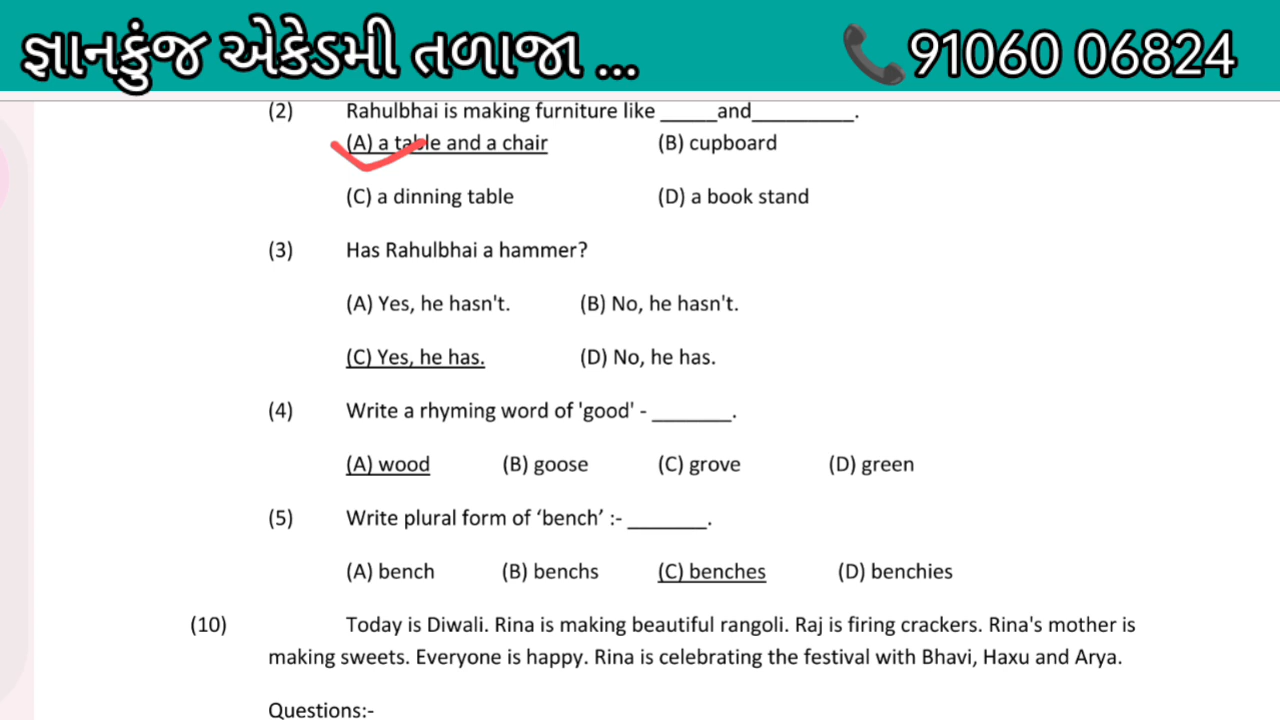 જ્ઞાનકુંજ એકેડમી તળાજા ... 91060 06824
(2) Rahulbhai is making furniture like _____and_________.
(A) a table and a chair (B) cupboard
(C) a dinning table (D) a book stand
(3) Has Rahulbhai a hammer?
(A) Yes, he hasn't. (B) No, he hasn't.
(C) Yes, he has. (D) No, he has.
(4) Write a rhyming word of 'good' - _______.
(A) wood (B) goose (C) grove (D) green
(5) Write plural form of ‘bench’ :- _______.
(A) bench (B) benchs (C) benches (D) benchies
(10) Today is Diwali. Rina is making beautiful rangoli. Raj is firing crackers. Rina's mother is
making sweets. Everyone is happy. Rina is celebrating the festival with Bhavi, Haxu and Arya.
Questions:-